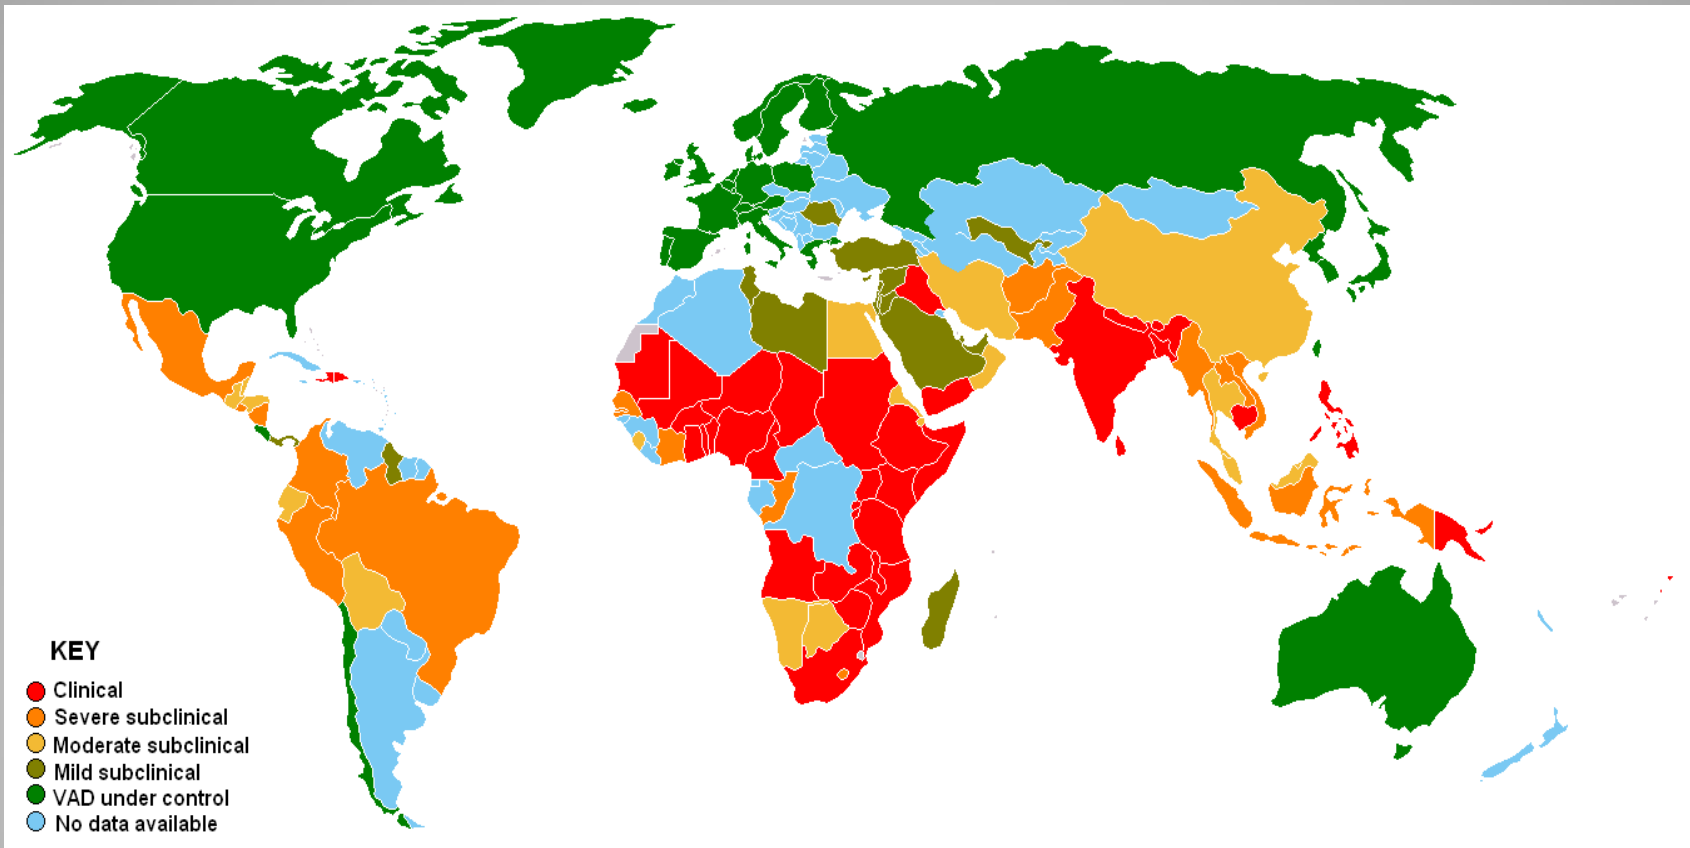 KEY
Clinical
Severe subclinical
Moderate subclinical
Mild subclinical
VAD under control
No data available